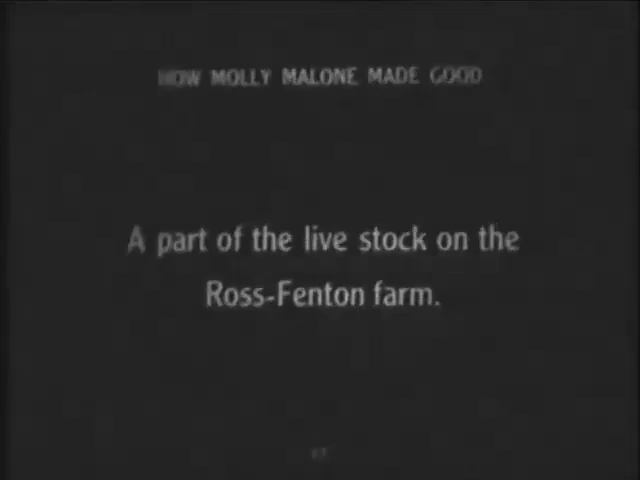 HOW MOLLY MALONE MADE GOOD
A part of the live stock on the
Ross-Fenton farm.